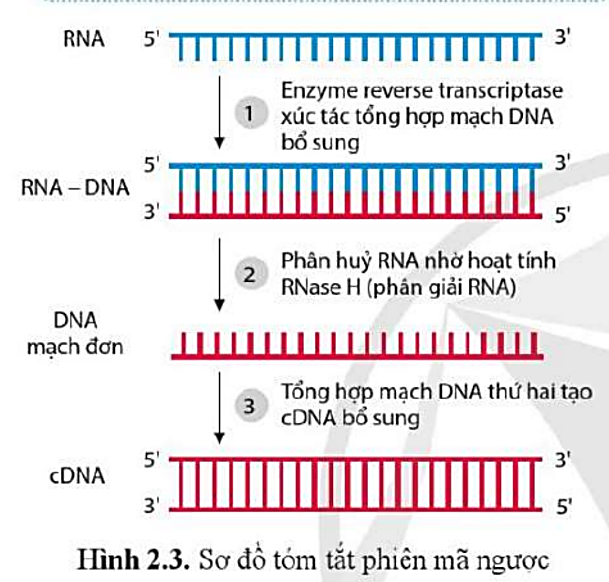 RNA 5' 3'
1 Enzyme reverse transcriptase
xúc tác tổng hợp mạch DNA
bổ sung
5' 3'
RNA – DNA
3' 5'
2 Phân huỷ RNA nhờ hoạt tính
RNase H (phân giải RNA)
DNA
mạch đơn
3 Tổng hợp mạch DNA thứ hai tạo
cDNA bổ sung
5' 3'
cDNA
3' 5'
Hình 2.3. Sơ đồ tóm tắt phiên mã ngược